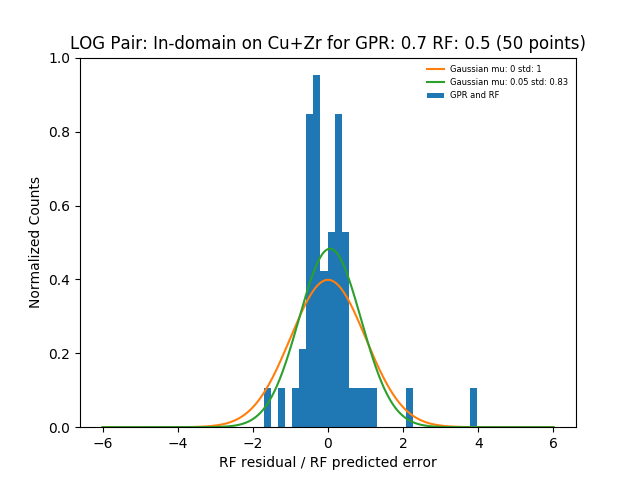 LOG Pair: In-domain on Cu+Zr for GPR: 0.7 RF: 0.5 (50 points)
Gaussian mu: 0 std: 1
Gaussian mu: 0.05 std: 0.83
GPR and RF
Normalized Counts
1.0
0.8
0.6
0.4
0.2
0.0
−6 −4 −2 0 2 4 6
RF residual / RF predicted error